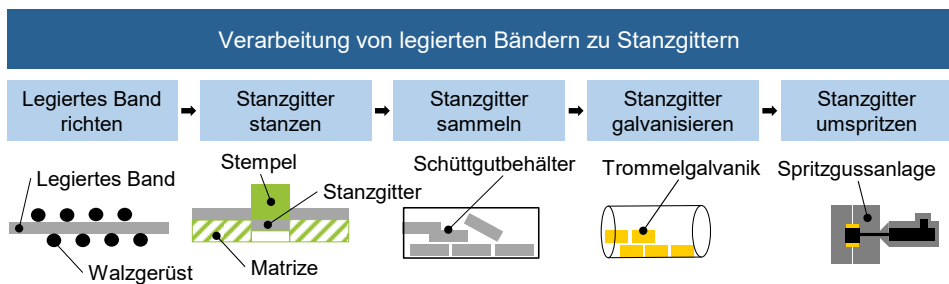 Verarbeitung von legierten Bändern zu Stanzgittern
Legiertes Band
richten
Stanzgitter
stanzen
Stanzgitter
sammeln
Stanzgitter
galvanisieren
Stanzgitter
umspritzen
Legiertes Band
Walzgerüst
Stempel
Stanzgitter
Matrize
Schüttgutbehälter
Trommelgalvanik
Spritzgussanlage